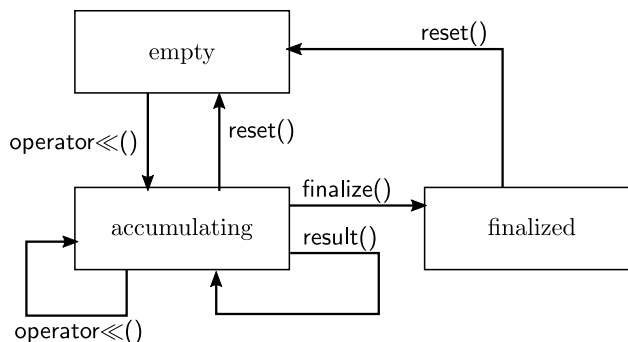 reset()
empty
operator≪()
reset()
finalize()
accumulating
finalized
result()
operator≪()